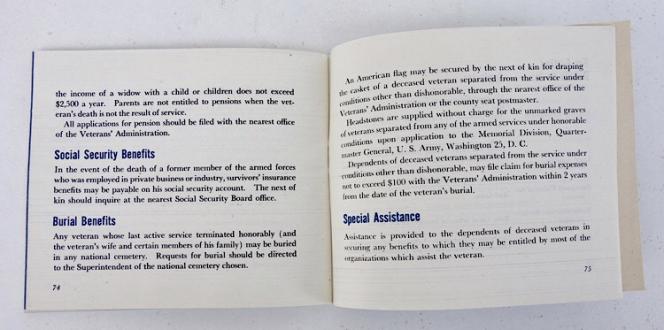 the income of a widow with a child or children does not exceed
$2,500 a year. Parents are not entitled to pensions when the vet-
eran's death is not the result of service.
All applications for pension should be filed with the nearest office
of the Veterans' Administration.
Social Security Benefits
In the event of the death of a former member of the armed forces
who was employed in private business or industry, survivors' insurance
benefits may be payable on his social security account. The next of
kin should inquire at the nearest Social Security Board office.
Burial Benefits
Any veteran whose last active service terminated honorably (and
the veteran's wife and certain members of his family) may be buried
in any national cemetery. Requests for burial should be directed
to the Superintendent of the national cemetery chosen.
74
An American flag may be secured by the next of kin for draping
the casket of a deceased veteran separated from the service under
conditions other than dishonorable, through the nearest office of the
Veterans' Administration or the county seat postmaster.
Headstones are supplied without charge for the unmarked graves
of veterans separated from any of the armed services under honorable
conditions upon application to the Memorial Division, Quarter-
master General, U. S. Army, Washington 25, D. C.
Dependents of deceased veterans separated from the service under
conditions other than dishonorable, may file claim for burial expenses
not to exceed $100 with the Veterans' Administration within 2 years
from the date of the veteran's burial.
Special Assistance
Assistance is provided to the dependents of deceased veterans in
securing any benefits to which they may be entitled by most of the
organizations which assist the veteran.
75